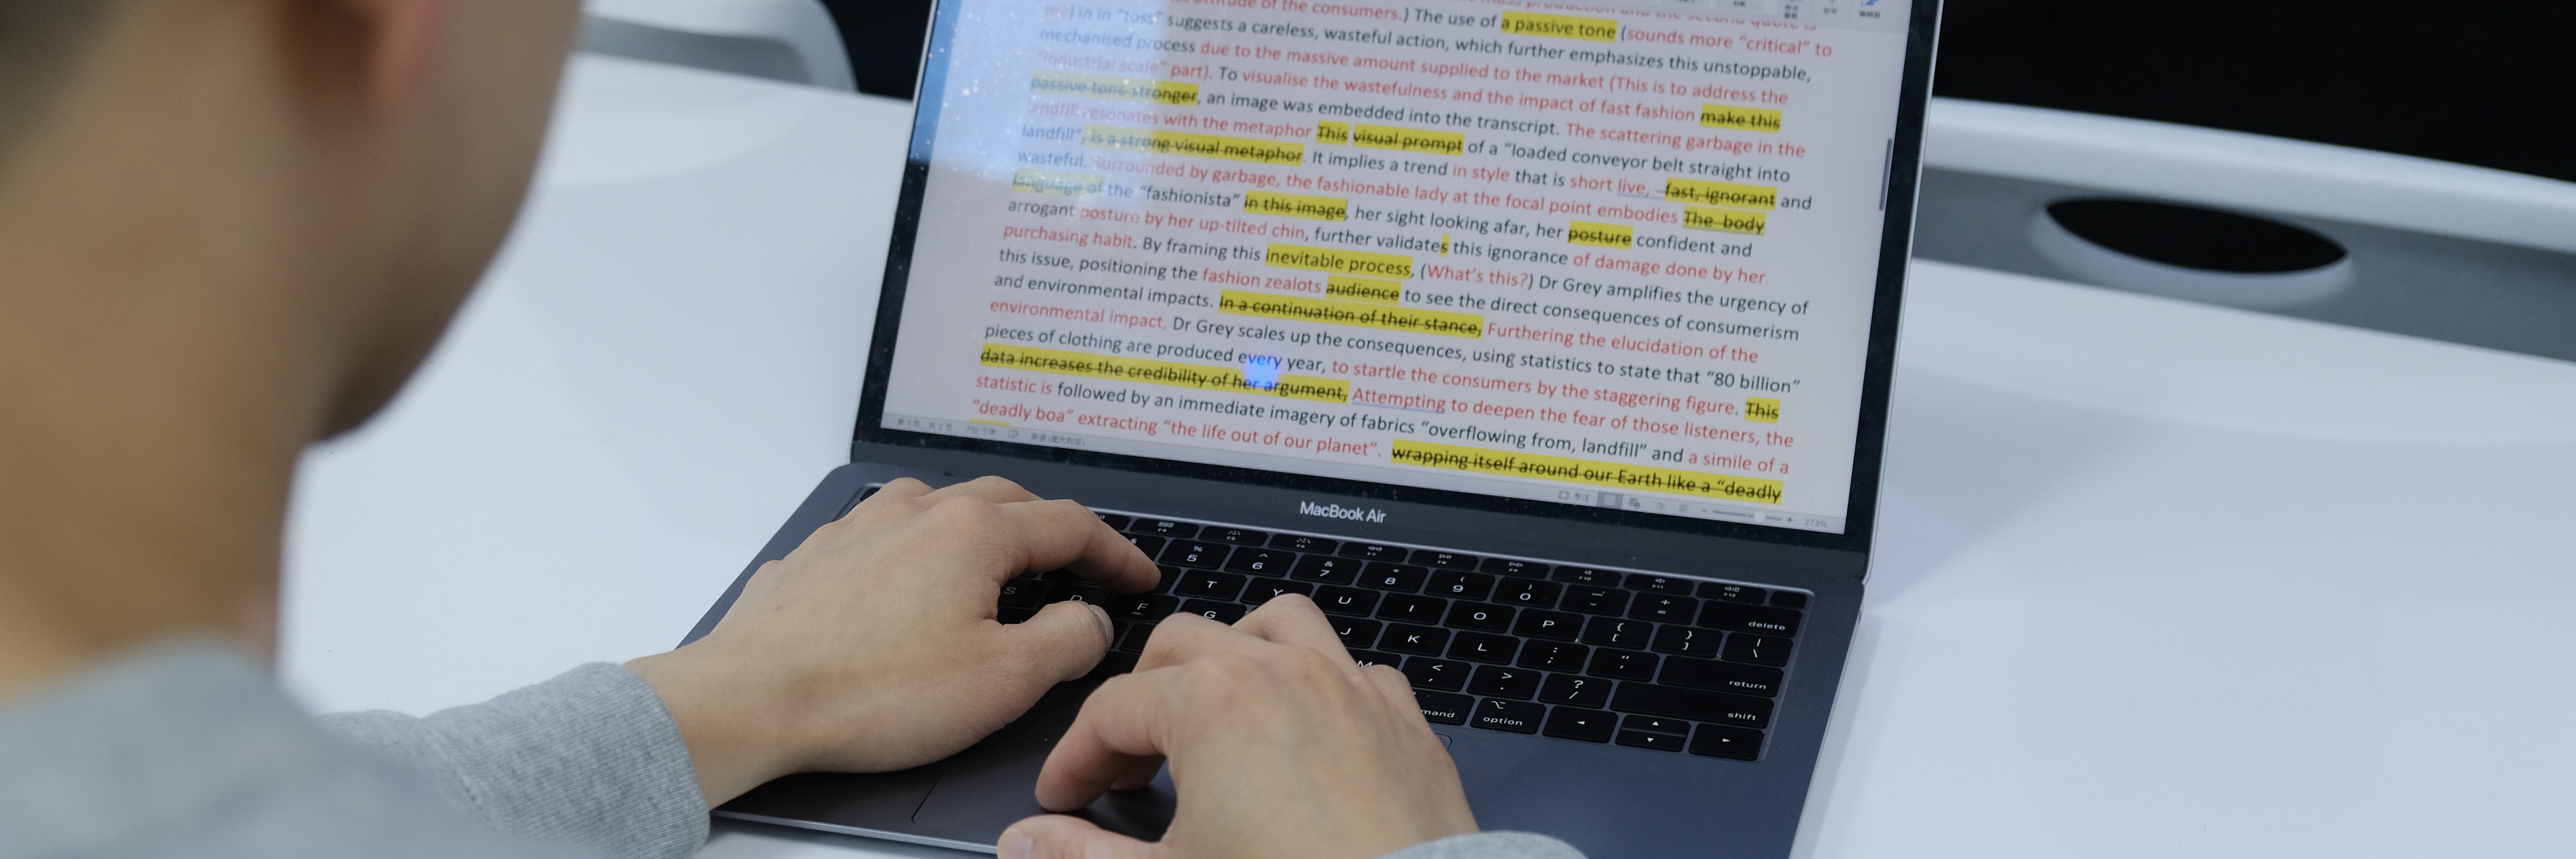 attitude of the consumers.) The use of a passive tone (sounds more “critical” to
in in “toss” suggests a careless, wasteful action, which further emphasizes this unstoppable,
mechanised process due to the massive amount supplied to the market (This is to address the
“industrial scale” part). To visualise the wastefulness and the impact of fast fashion make this
passive tone stronger, an image was embedded into the transcript. The scattering garbage in the
landfill resonates with the metaphor This visual prompt of a “loaded conveyor belt straight into
landfill”, is a strong visual metaphor. It implies a trend in style that is short live, fast, ignorant and
wasteful. Surrounded by garbage, the fashionable lady at the focal point embodies The body
language of the “fashionista” in this image, her sight looking afar, her posture confident and
arrogant posture by her up-tilted chin, further validates this ignorance of damage done by her
purchasing habit. By framing this inevitable process, (What’s this?) Dr Grey amplifies the urgency of
this issue, positioning the fashion zealots audience to see the direct consequences of consumerism
and environmental impacts. In a continuation of their stance, Furthering the elucidation of the
environmental impact, Dr Grey scales up the consequences, using statistics to state that “80 billion”
pieces of clothing are produced every year, to startle the consumers by the staggering figure. This
data increases the credibility of her argument, Attempting to deepen the fear of those listeners, the
statistic is followed by an immediate imagery of fabrics “overflowing from, landfill” and a simile of a
“deadly boa” extracting “the life out of our planet”. wrapping itself around our Earth like a “deadly
273%
MacBook Air
% 5 ^ 6 & 7 * 8 ( 9 ) 0 _ - + = delete
T Y U I O P { [ } ] | \
S D F G J K L : ; " ' return
M < , > . ? / shift
mand option